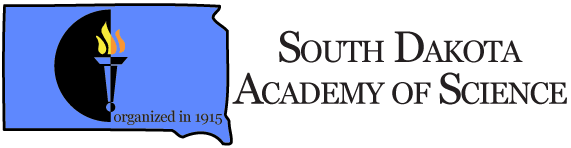 organized in 1915
South Dakota
Academy of Science